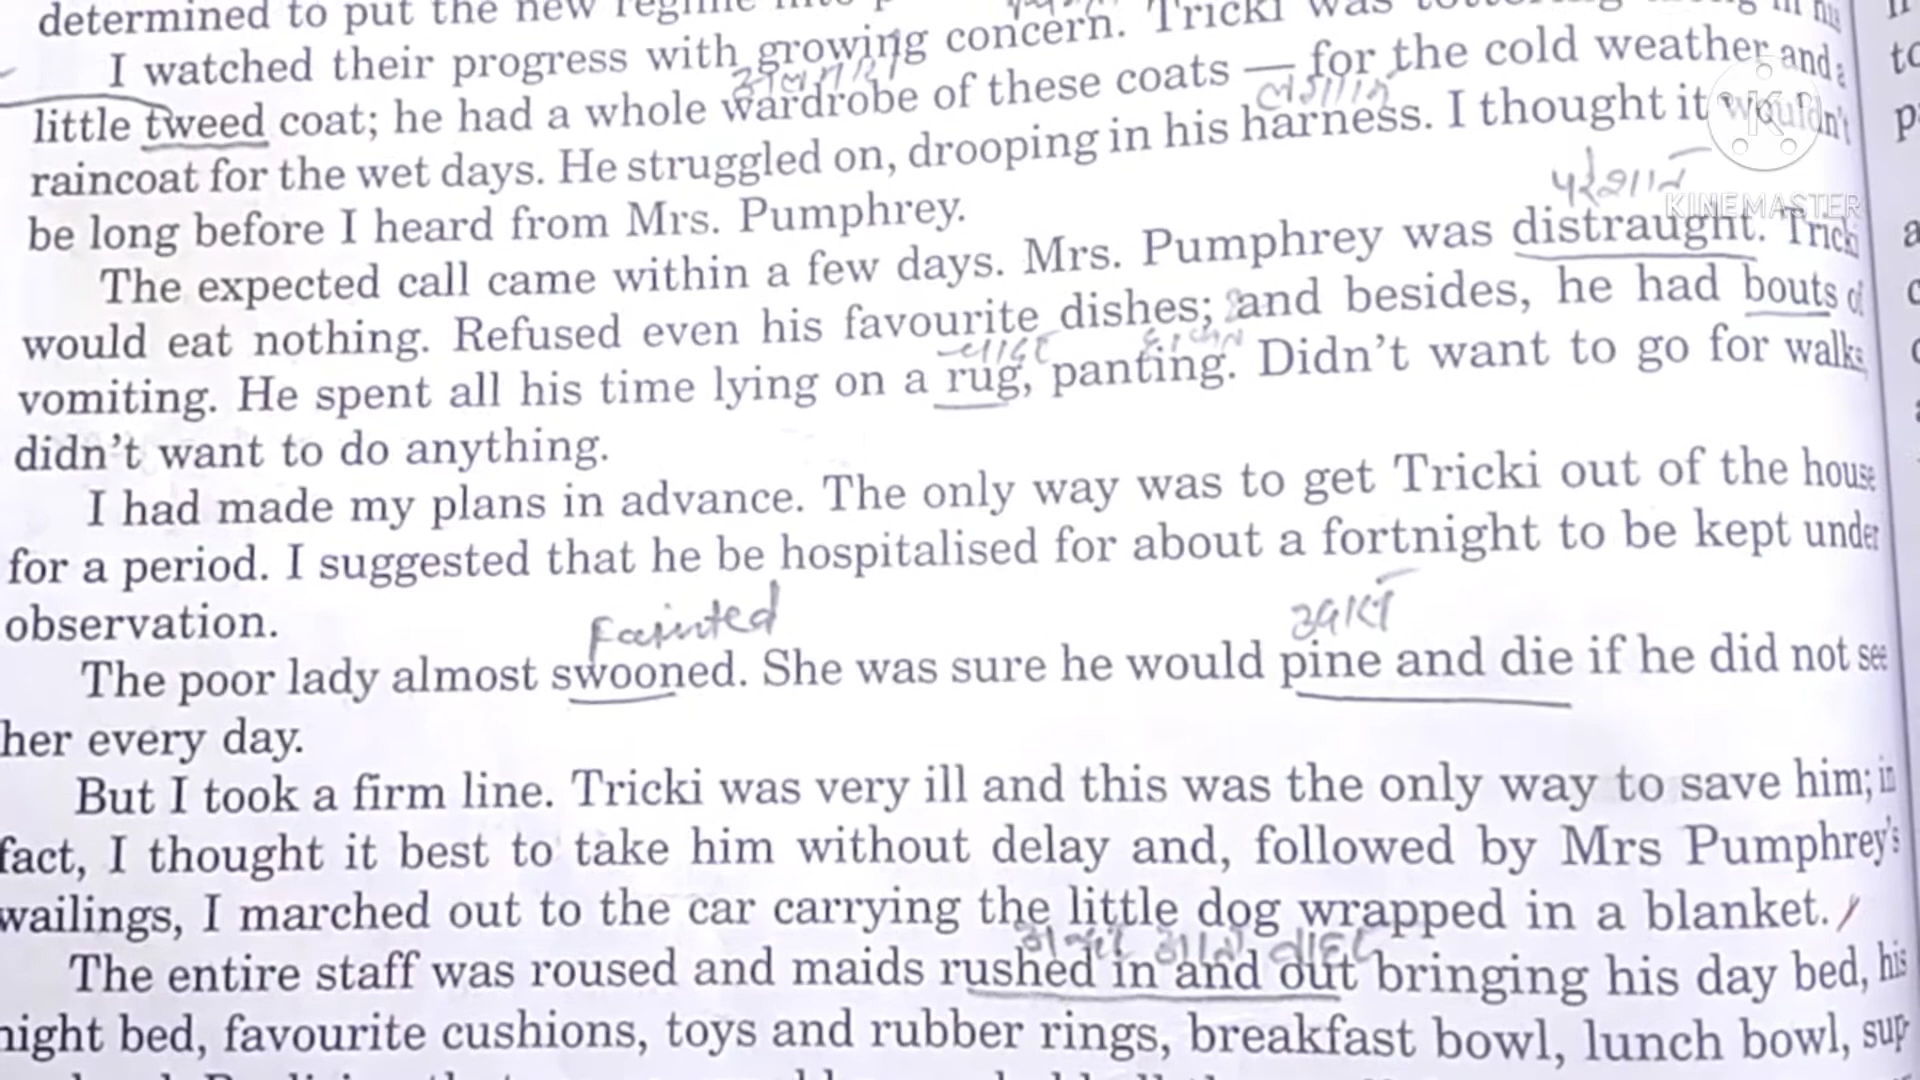 determined to put the new regime into
I watched their progress with growing concern. Tricki was tottering along in his
अलमारी
little tweed coat; he had a whole wardrobe of these coats — for the cold weather and a
लगाम
raincoat for the wet days. He struggled on, drooping in his harness. I thought it wouldn't
be long before I heard from Mrs. Pumphrey.
परेशान
KINEMASTER
The expected call came within a few days. Mrs. Pumphrey was distraught. Trick
would eat nothing. Refused even his favourite dishes; and besides, he had bouts of
vomiting. He spent all his time lying on a rug, panting. Didn't want to go for walks
didn't want to do anything.
I had made my plans in advance. The only way was to get Tricki out of the house
for a period. I suggested that he be hospitalised for about a fortnight to be kept under
observation.
Fainted
The poor lady almost swooned. She was sure he would pine and die if he did not see
her every day.
But I took a firm line. Tricki was very ill and this was the only way to save him; in
fact, I thought it best to take him without delay and, followed by Mrs Pumphrey's
wailings, I marched out to the car carrying the little dog wrapped in a blanket.
The entire staff was roused and maids rushed in and out bringing his day bed, his
night bed, favourite cushions, toys and rubber rings, breakfast bowl, lunch bowl, sup